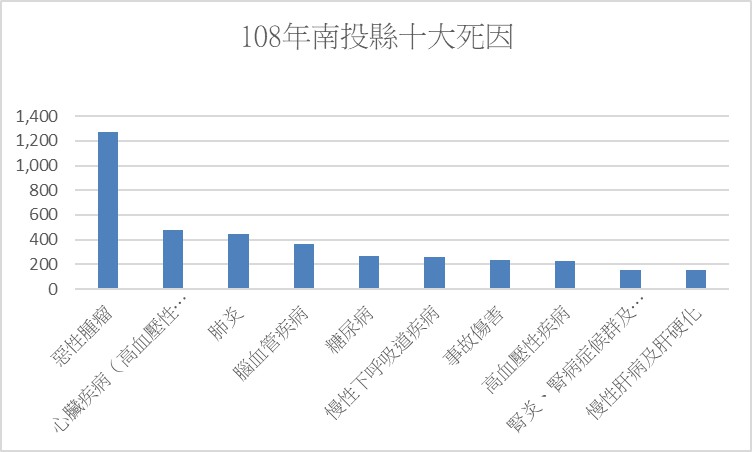 108年南投縣十大死因
1,400
1,200
1,000
800
600
400
200
0
惡性腫瘤
心臟疾病（高血壓性…
肺炎
腦血管疾病
糖尿病
慢性下呼吸道疾病
事故傷害
高血壓性疾病
腎炎、腎病症候群及…
慢性肝病及肝硬化